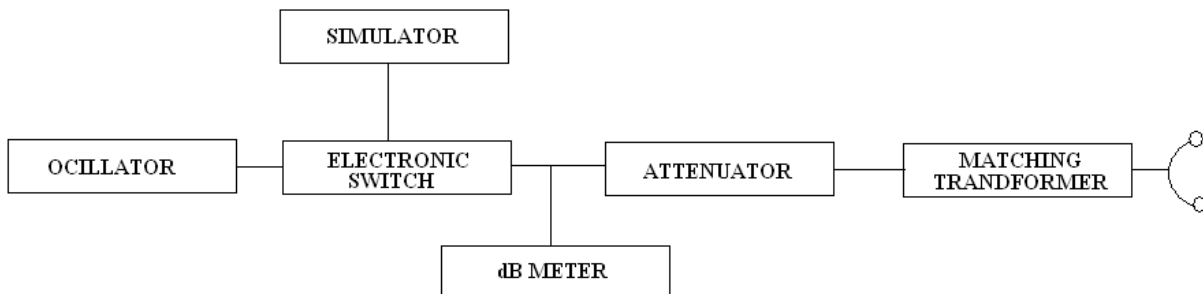 SIMULATOR
OCILLATOR
ELECTRONIC
SWITCH
ATTENUATOR
MATCHING
TRANDFORMER
dB METER